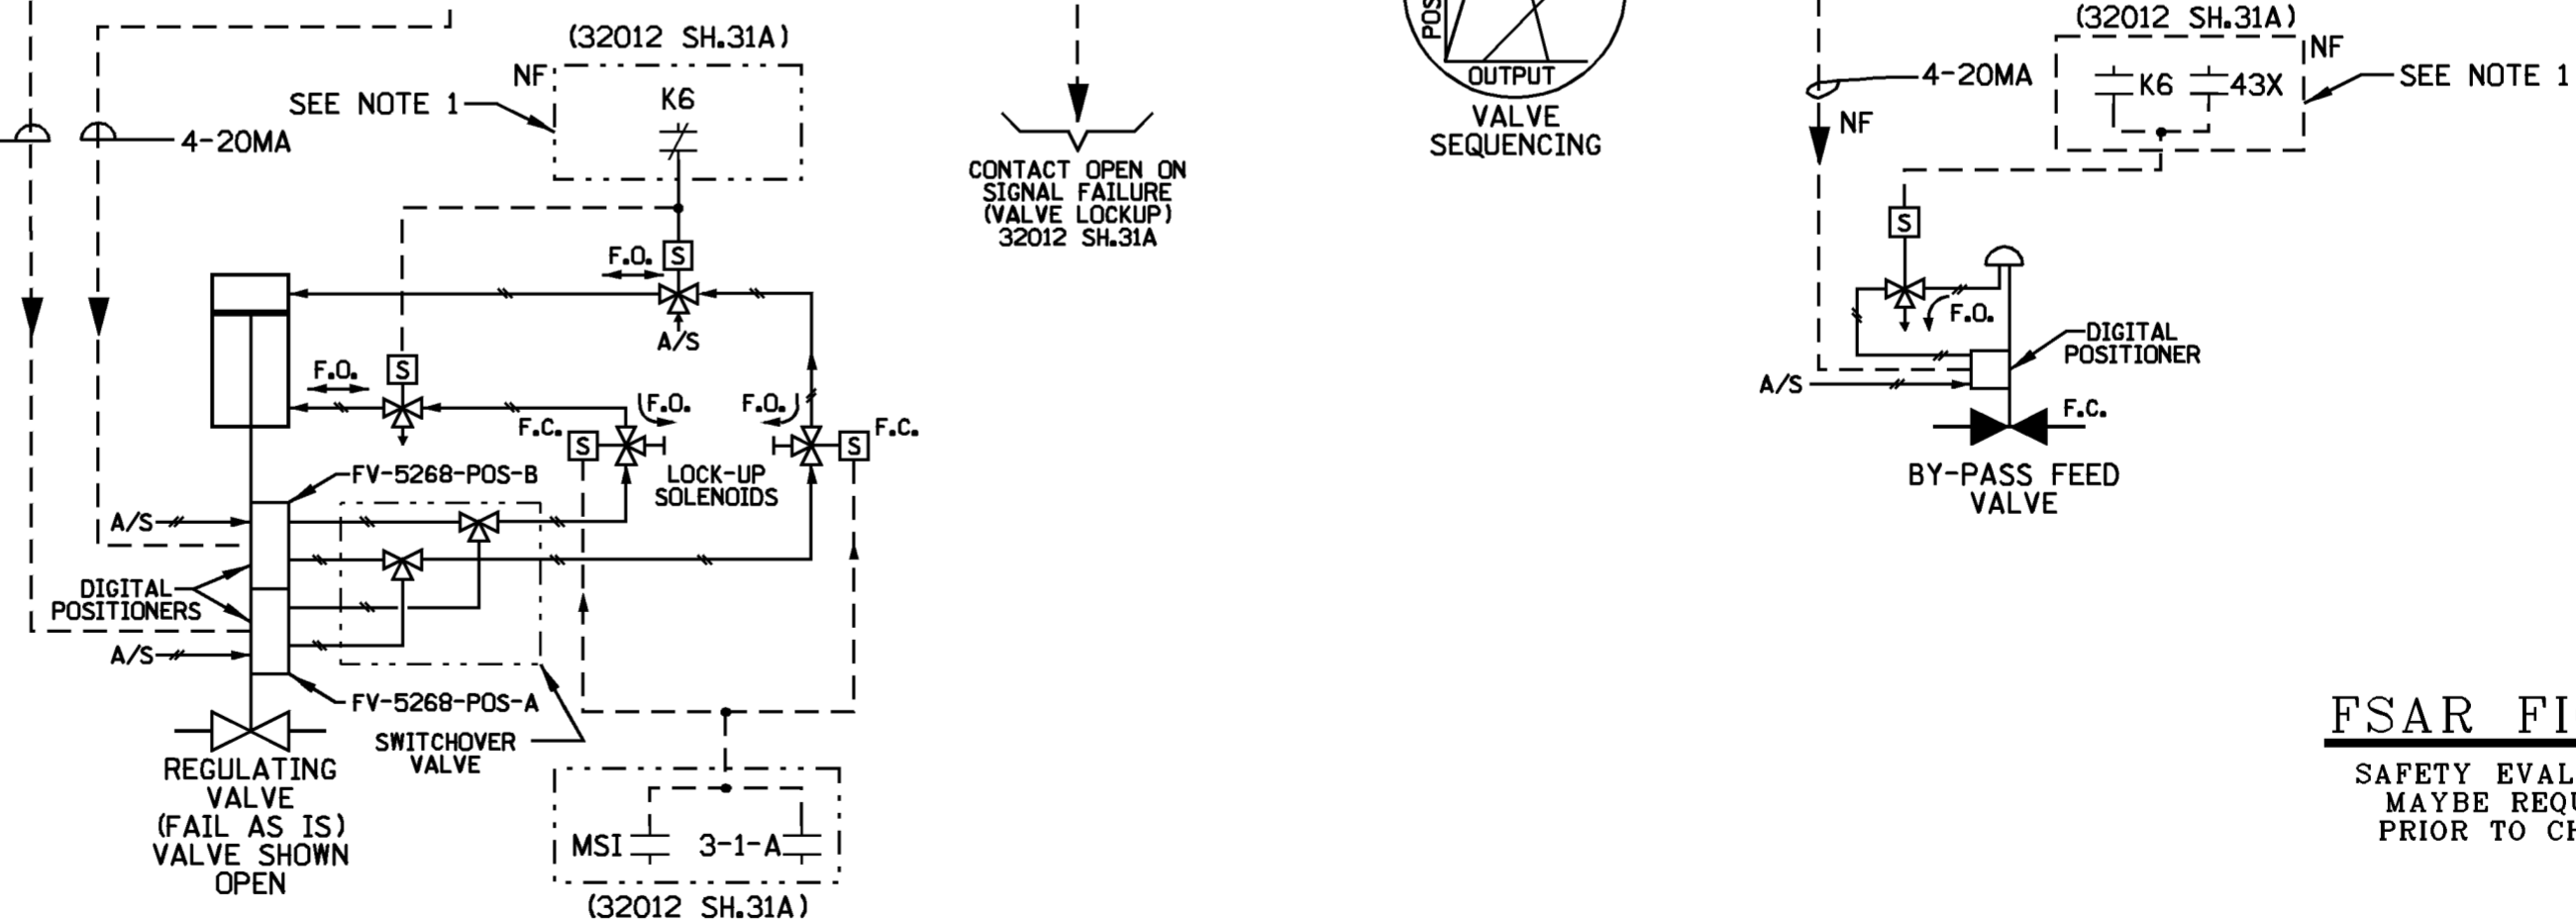 (32012 SH.31A)
NF
SEE NOTE 1
K6
4-20MA
F.O.
S
A/S
F.O.
S
F.O.
F.O.
F.C.
S
S
F.C.
LOCK-UP
SOLENOIDS
FV-5268-POS-B
A/S
DIGITAL
POSITIONERS
A/S
FV-5268-POS-A
SWITCHOVER
VALVE
REGULATING
VALVE
(FAIL AS IS)
VALVE SHOWN
OPEN
MSI
3-1-A
(32012 SH.31A)
CONTACT OPEN ON
SIGNAL FAILURE
(VALVE LOCKUP)
32012 SH.31A
OUTPUT
VALVE
SEQUENCING
(32012 SH.31A)
NF
4-20MA
K6
43X
SEE NOTE 1
NF
S
F.O.
DIGITAL
POSITIONER
A/S
F.C.
BY-PASS FEED
VALVE
FSAR FI
SAFETY EVAL
MAYBE REQU
PRIOR TO CH